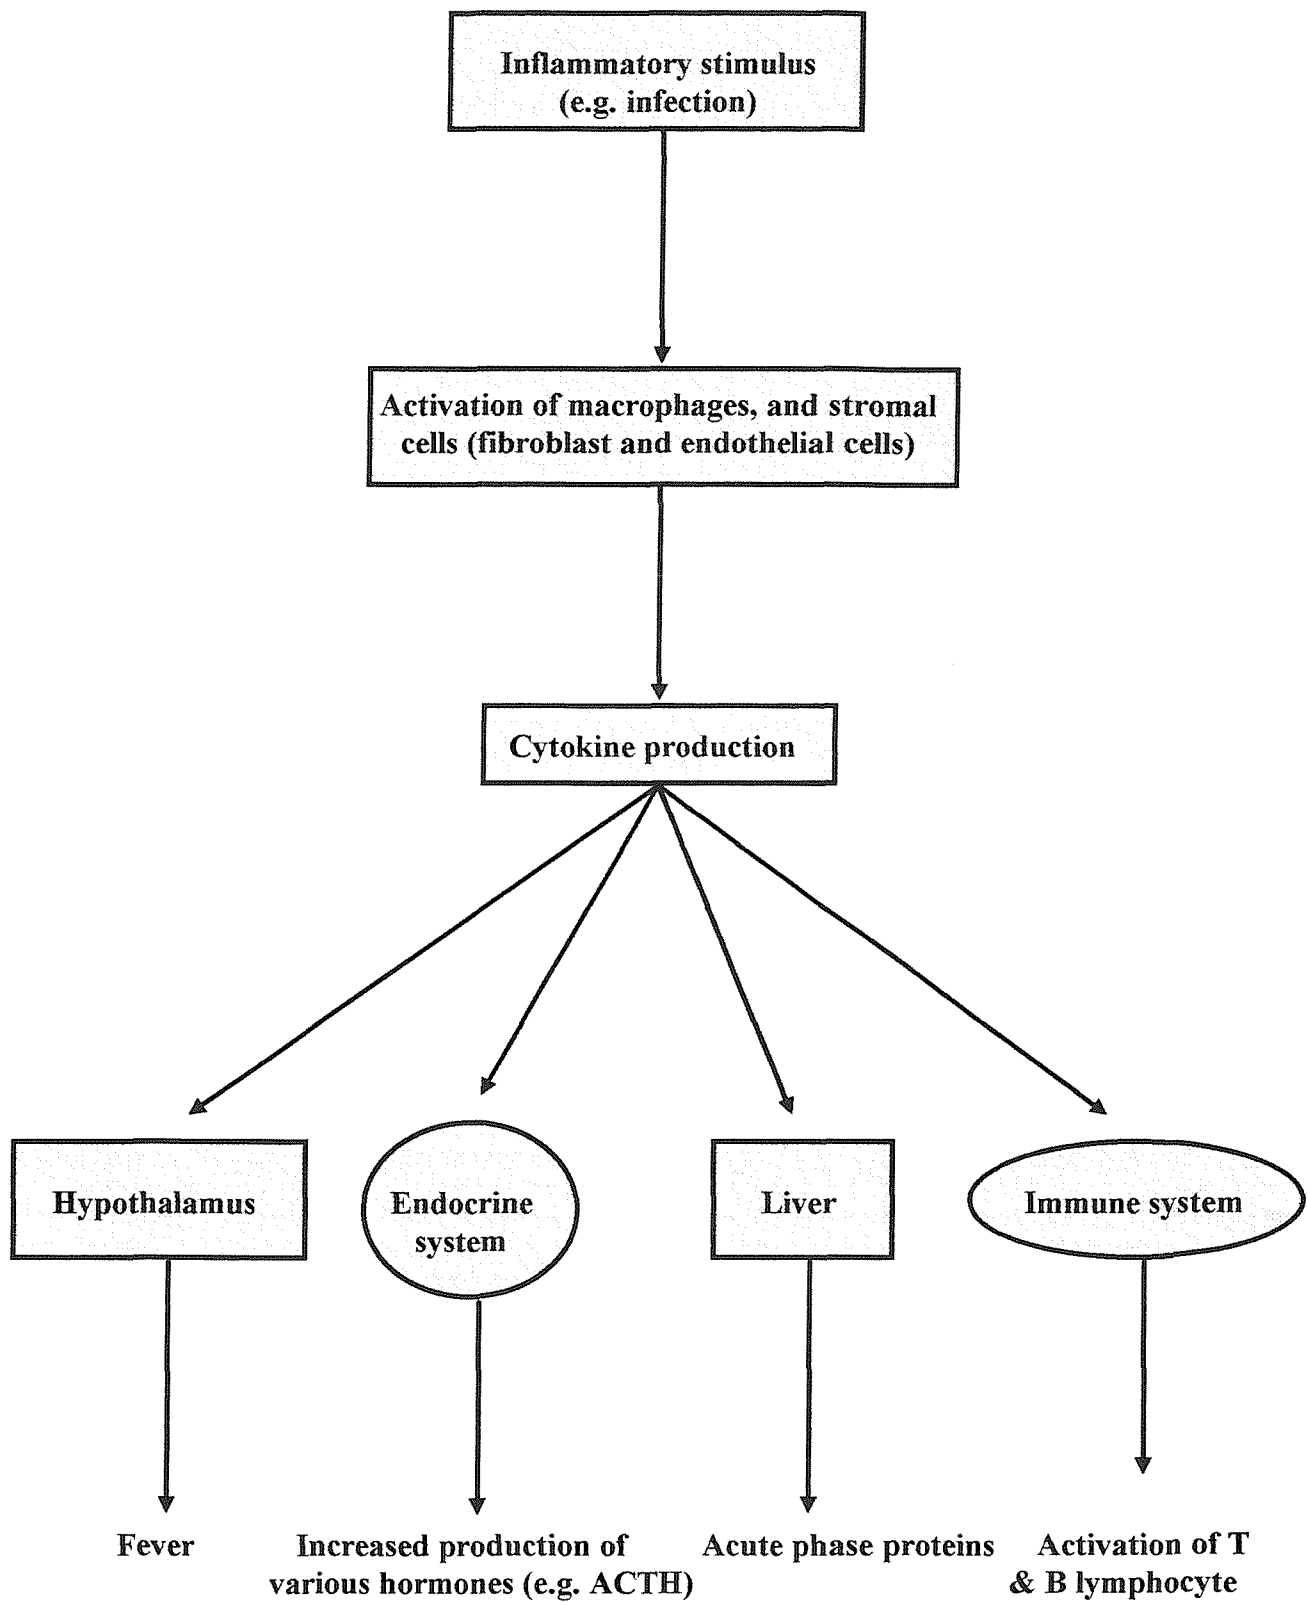 Inflammatory stimulus
(e.g. infection)
Activation of macrophages, and stromal
cells (fibroblast and endothelial cells)
Cytokine production
Hypothalamus
Endocrine
system
Liver
Immune system
Fever
Increased production of
various hormones (e.g. ACTH)
Acute phase proteins
Activation of T
& B lymphocyte